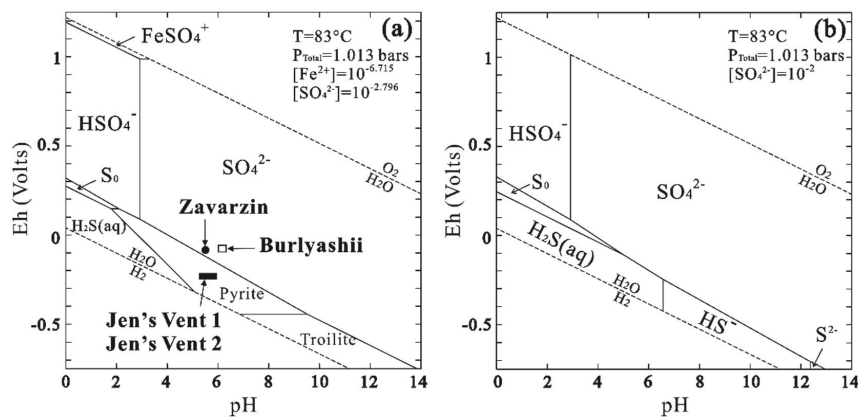 (a)
FeSO₄⁺
T=83°C
P_Total=1.013 bars
[Fe²⁺]=10⁻⁶·⁷¹⁵
[SO₄²⁻]=10⁻²·⁷⁹⁶
HSO₄⁻
SO₄²⁻
O₂
H₂O
S₀
Zavarzin
H₂S(aq)
Burlyashii
H₂O
H₂
Pyrite
Jen's Vent 1
Jen's Vent 2
Troilite
Eh (Volts)
1
0.5
0
-0.5
0 2 4 6 8 10 12 14
pH
(b)
T=83°C
P_Total=1.013 bars
[SO₄²⁻]=10⁻²
HSO₄⁻
SO₄²⁻
O₂
H₂O
S₀
H₂S(aq)
H₂O
H₂
HS⁻
S²⁻
Eh (Volts)
1
0.5
0
-0.5
0 2 4 6 8 10 12 14
pH